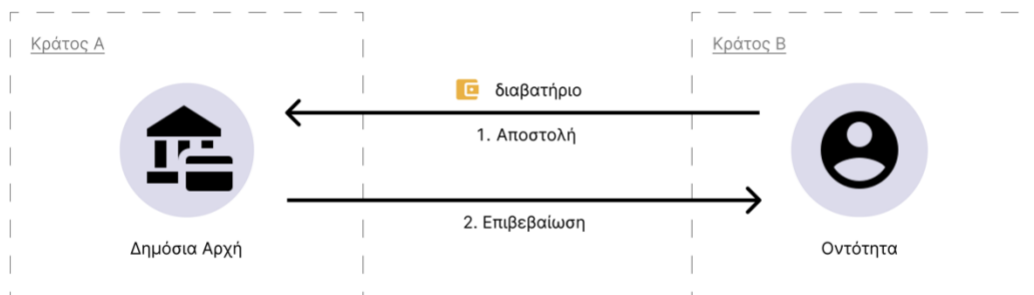 Κράτος Α
Κράτος Β
διαβατήριο
1. Αποστολή
2. Επιβεβαίωση
Δημόσια Αρχή
Οντότητα